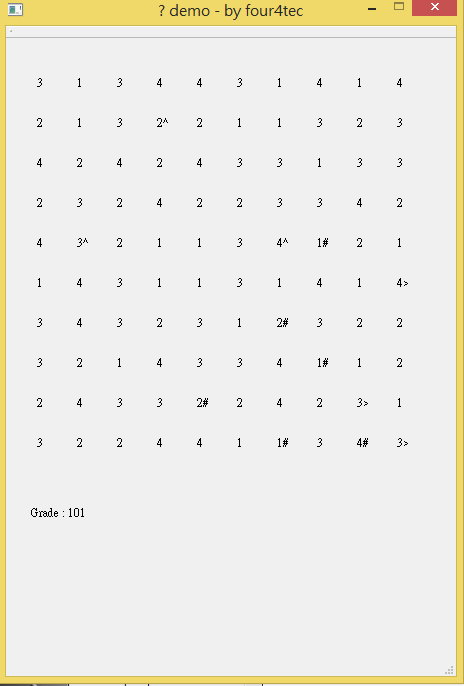 ? demo - by four4tec
3 1 3 4 4 3 1 4 1 4
2 1 3 2^ 2 1 1 3 2 3
4 2 4 2 4 3 3 1 3 3
2 3 2 4 2 2 3 3 4 2
4 3^ 2 1 1 3 4^ 1# 2 1
1 4 3 1 1 3 1 4 1 4>
3 4 3 2 3 1 2# 3 2 2
3 2 1 4 3 3 4 1# 1 2
2 4 3 3 2# 2 4 2 3> 1
3 2 2 4 4 1 1# 3 4# 3>
Grade : 101